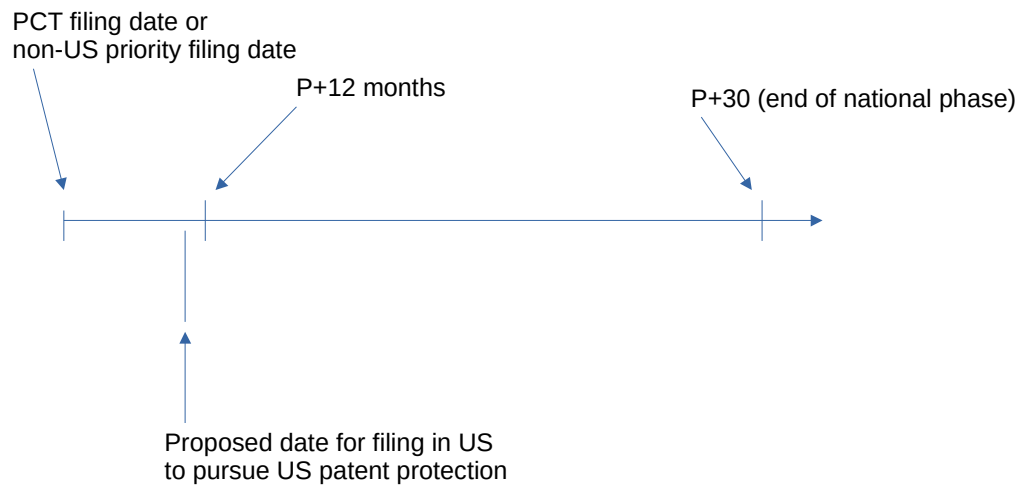 PCT filing date or
non-US priority filing date
P+12 months
P+30 (end of national phase)
Proposed date for filing in US
to pursue US patent protection